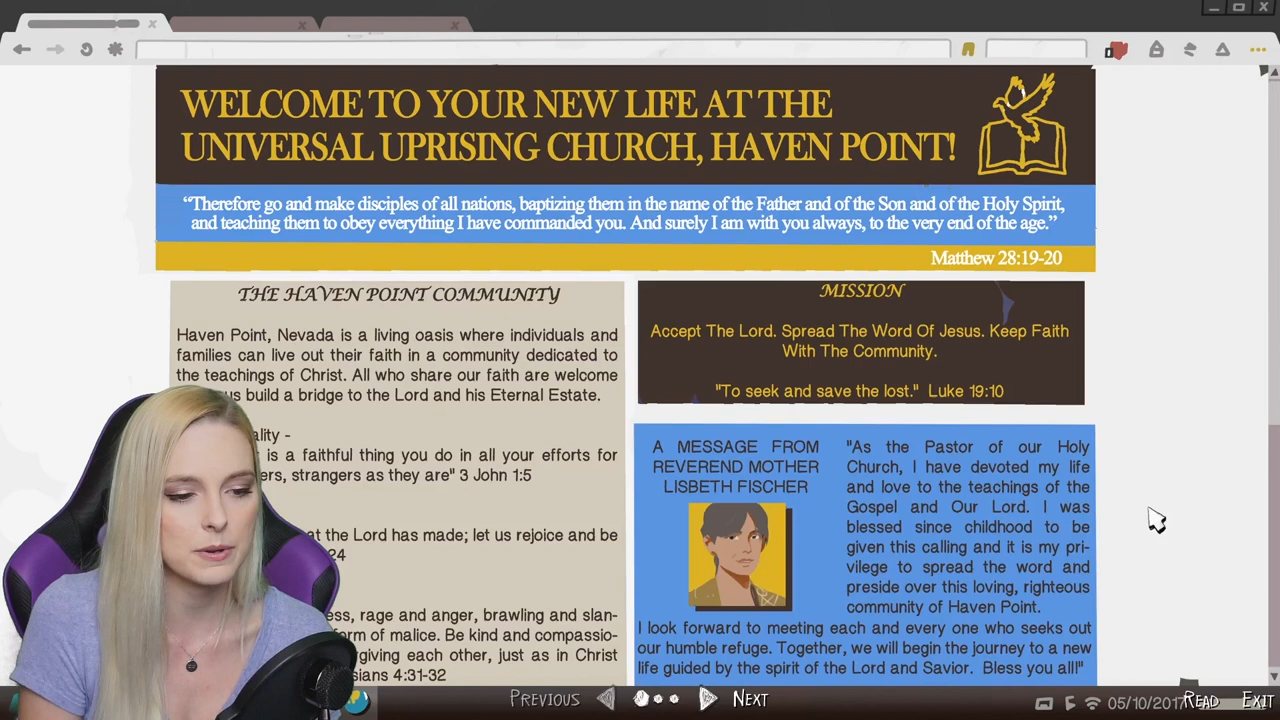 WELCOME TO YOUR NEW LIFE AT THE
UNIVERSAL UPRISING CHURCH, HAVEN POINT!
“Therefore go and make disciples of all nations, baptizing them in the name of the Father and of the Son and of the Holy Spirit,
and teaching them to obey everything I have commanded you. And surely I am with you always, to the very end of the age.”
Matthew 28:19-20
THE HAVEN POINT COMMUNITY
Haven Point, Nevada is a living oasis where individuals and
families can live out their faith in a community dedicated to
the teachings of Christ. All who share our faith are welcome
us build a bridge to the Lord and his Eternal Estate.
is a faithful thing you do in all your efforts for
strangers as they are" 3 John 1:5
the Lord has made; let us rejoice and be
rage and anger, brawling and slan-
form of malice. Be kind and compassio-
each other, just as in Christ
4:31-32
MISSION
Accept The Lord. Spread The Word Of Jesus. Keep Faith
With The Community.
"To seek and save the lost." Luke 19:10
A MESSAGE FROM
REVEREND MOTHER
LISBETH FISCHER
"As the Pastor of our Holy
Church, I have devoted my life
and love to the teachings of the
Gospel and Our Lord. I was
blessed since childhood to be
given this calling and it is my pri-
vilege to spread the word and
preside over this loving, righteous
community of Haven Point.
I look forward to meeting each and every one who seeks out
our humble refuge. Together, we will begin the journey to a new
life guided by the spirit of the Lord and Savior. Bless you all!"
PREVIOUS NEXT
05/10/2017 READ EXIT